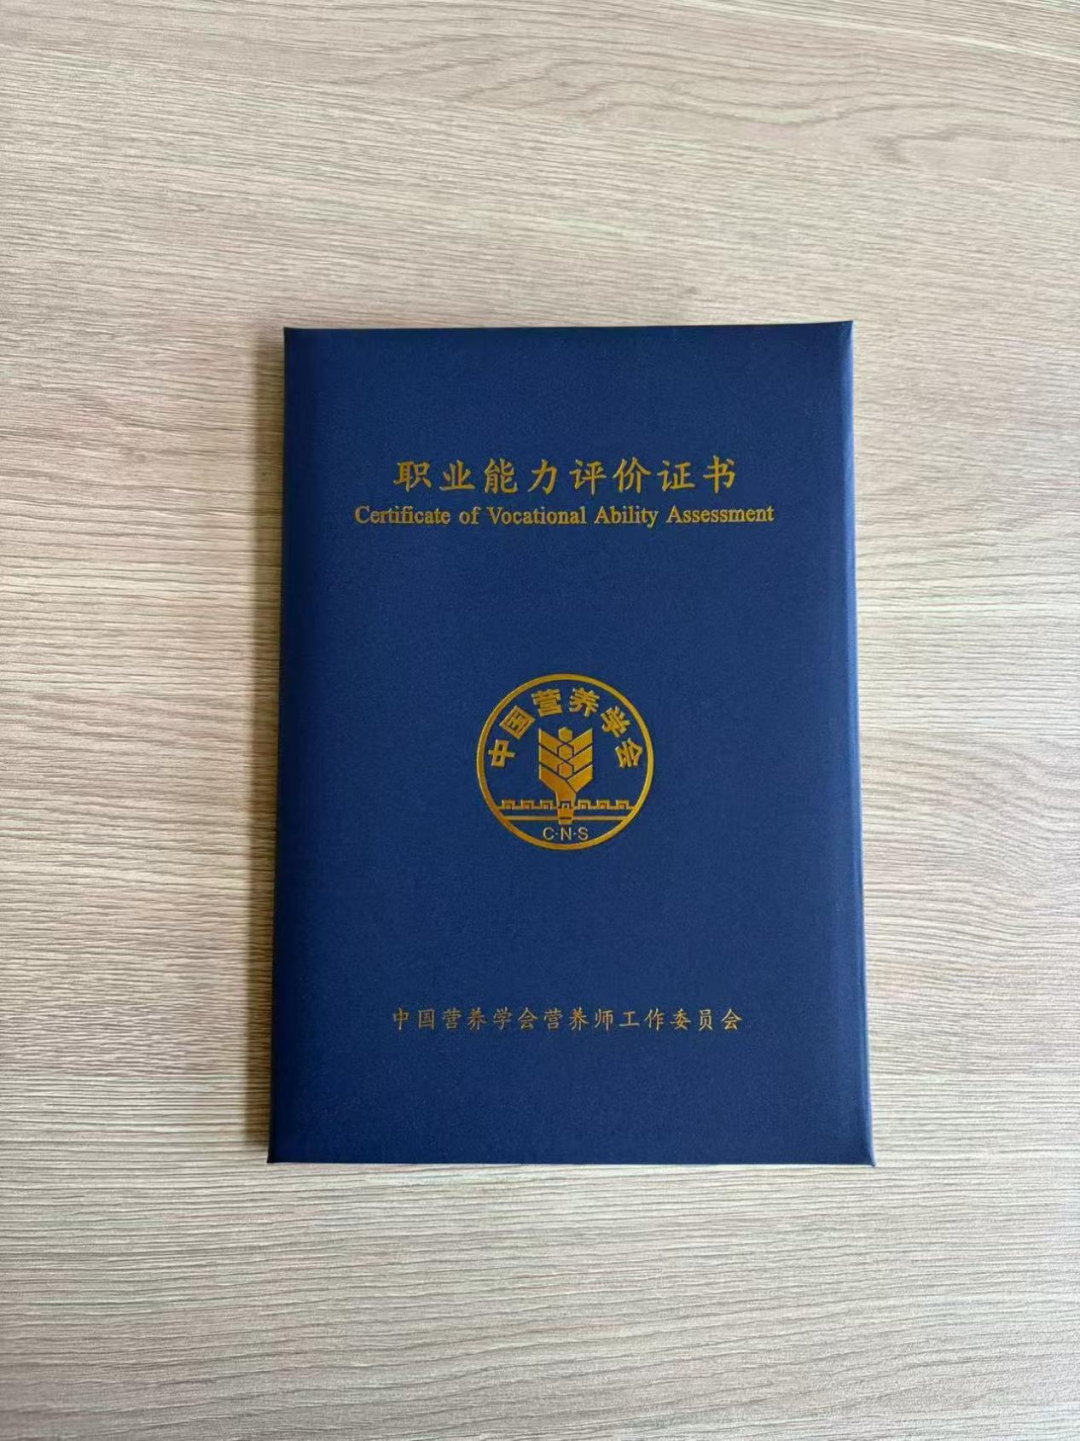 职业能力评价证书
Certificate of Vocational Ability Assessment
中国营养学会
C·N·S
中国营养学会营养师工作委员会